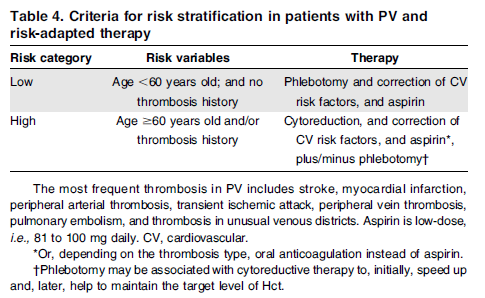 Table 4. Criteria for risk stratification in patients with PV and
risk-adapted therapy
Risk category Risk variables Therapy
Low Age <60 years old; and no Phlebotomy and correction of CV
thrombosis history risk factors, and aspirin
High Age ≥60 years old and/or Cytoreduction, and correction of
thrombosis history CV risk factors, and aspirin*,
plus/minus phlebotomy†
The most frequent thrombosis in PV includes stroke, myocardial infarction,
peripheral arterial thrombosis, transient ischemic attack, peripheral vein thrombosis,
pulmonary embolism, and thrombosis in unusual venous districts. Aspirin is low-dose,
i.e., 81 to 100 mg daily. CV, cardiovascular.
*Or, depending on the thrombosis type, oral anticoagulation instead of aspirin.
†Phlebotomy may be associated with cytoreductive therapy to, initially, speed up
and, later, help to maintain the target level of Hct.